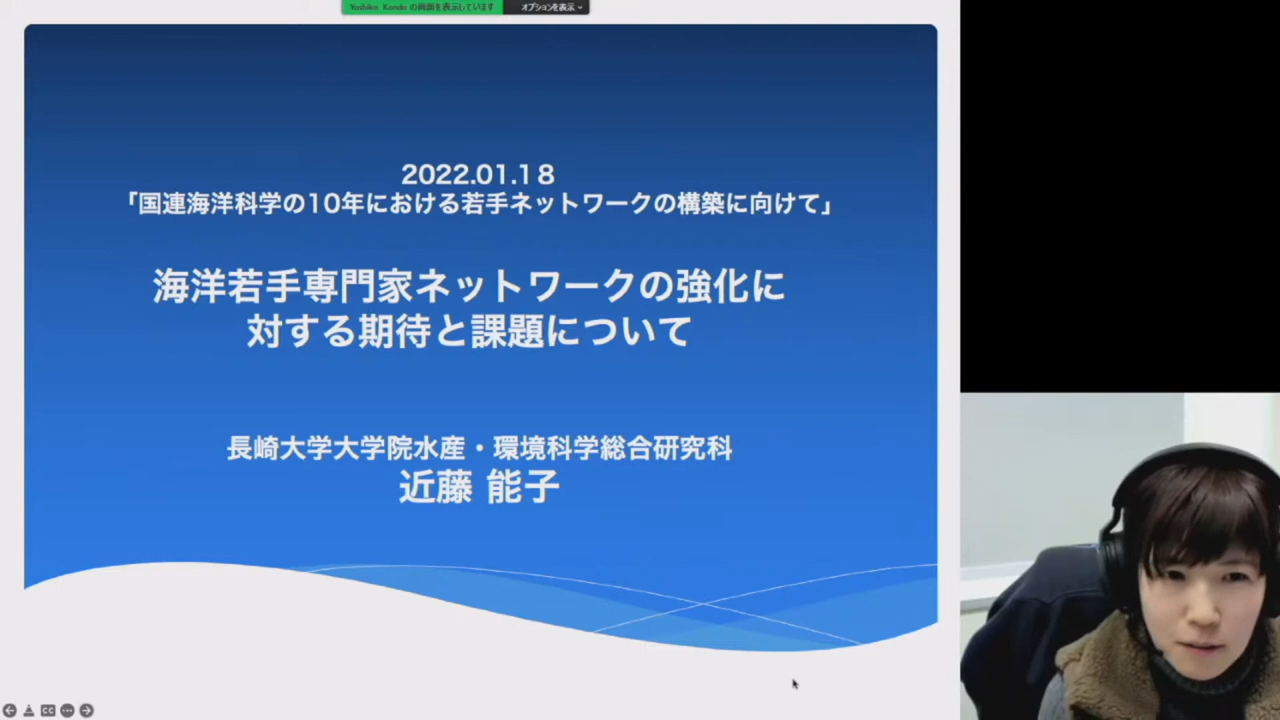 Yoshiko Kondo の画面を表示しています
オプションを表示
2022.01.18
「国連海洋科学の10年における若手ネットワークの構築に向けて」
海洋若手専門家ネットワークの強化に
対する期待と課題について
長崎大学大学院水産・環境科学総合研究科
近藤 能子
CC